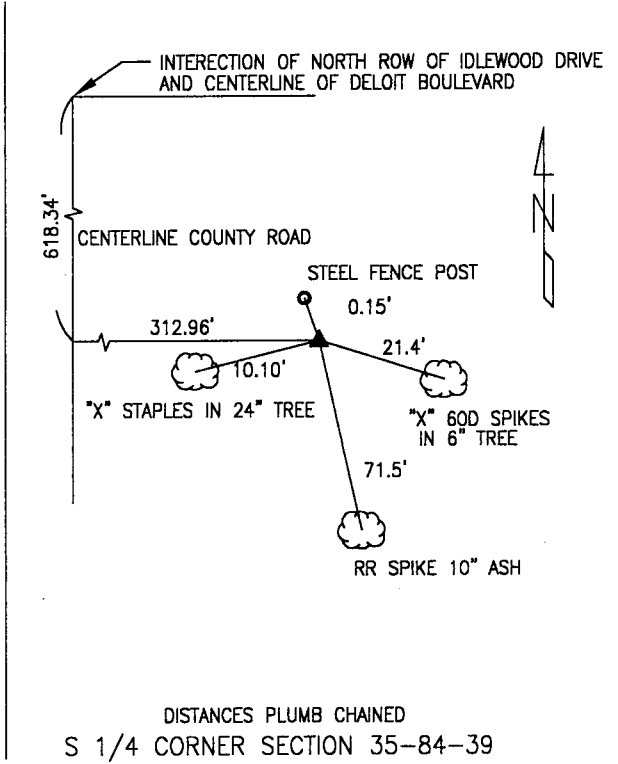 INTERECTION OF NORTH ROW OF IDLEWOOD DRIVE
AND CENTERLINE OF DELOIT BOULEVARD
618.34'
CENTERLINE COUNTY ROAD
N
STEEL FENCE POST
0.15'
312.96'
21.4'
10.10'
"X" STAPLES IN 24" TREE
"X" 60D SPIKES
IN 6" TREE
71.5'
RR SPIKE 10" ASH
DISTANCES PLUMB CHAINED
S 1/4 CORNER SECTION 35-84-39